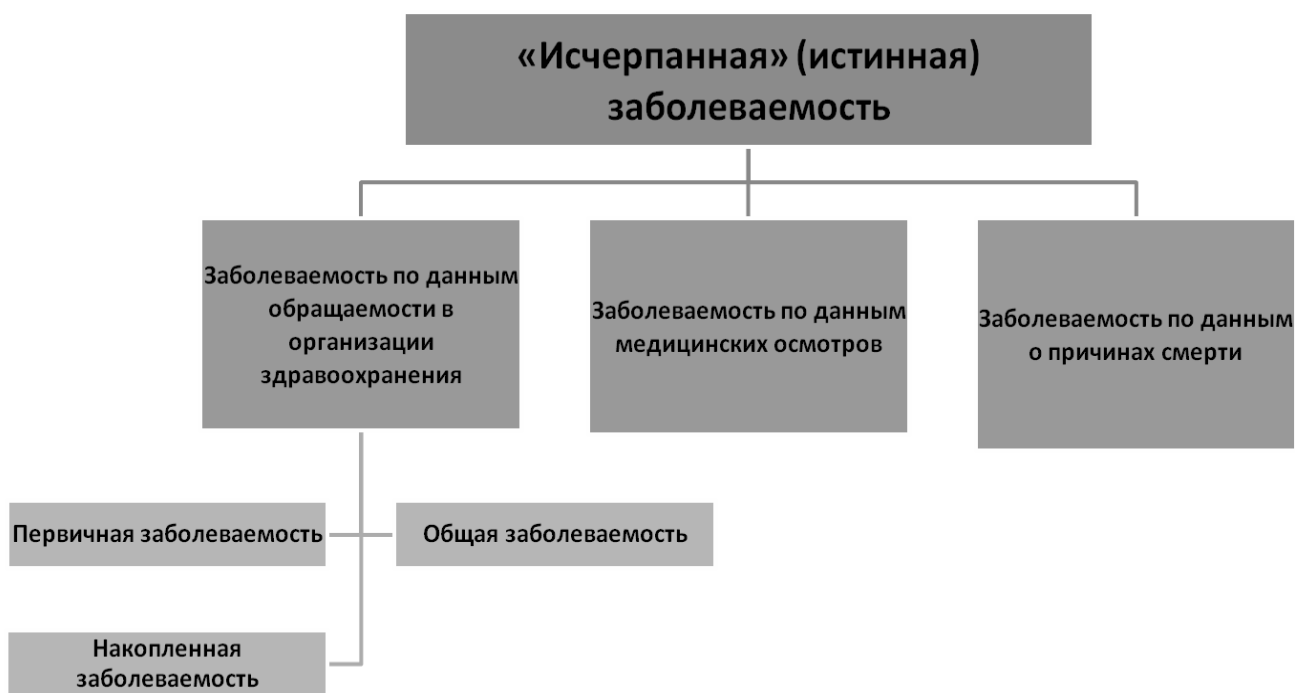 «Исчерпанная» (истинная)
заболеваемость
Заболеваемость по данным
обращаемости в
организации
здравоохранения
Заболеваемость по данным
медицинских осмотров
Заболеваемость по данным
о причинах смерти
Первичная заболеваемость
Общая заболеваемость
Накопленная
заболеваемость